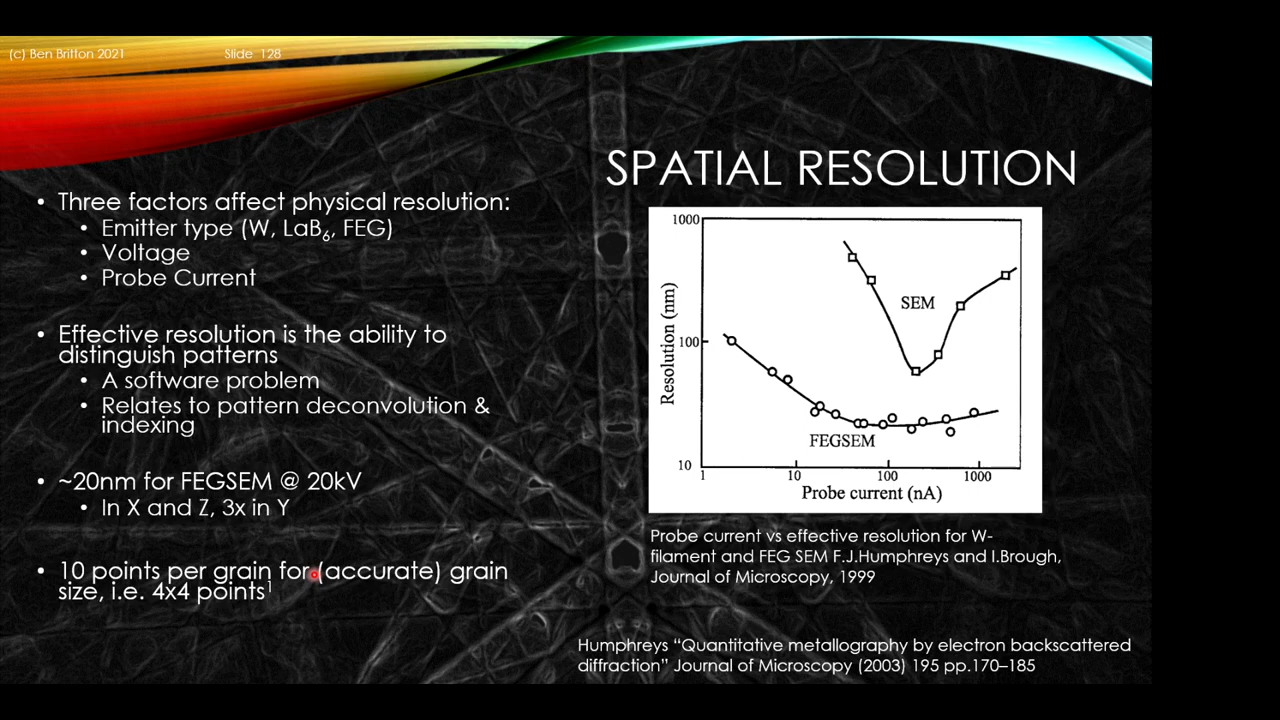 (c) Ben Britton 2021 Slide 128
SPATIAL RESOLUTION
• Three factors affect physical resolution:
• Emitter type (W, LaB₆, FEG)
• Voltage
• Probe Current
• Effective resolution is the ability to
distinguish patterns
• A software problem
• Relates to pattern deconvolution &
indexing
• ~20nm for FEGSEM @ 20kV
• In X and Z, 3x in Y
• 10 points per grain for (accurate) grain
size, i.e. 4x4 points¹
1000
100
10
Resolution (nm)
SEM
FEGSEM
1 10 100 1000
Probe current (nA)
Probe current vs effective resolution for W-
filament and FEG SEM F.J.Humphreys and I.Brough,
Journal of Microscopy, 1999
Humphreys “Quantitative metallography by electron backscattered
diffraction” Journal of Microscopy (2003) 195 pp.170–185